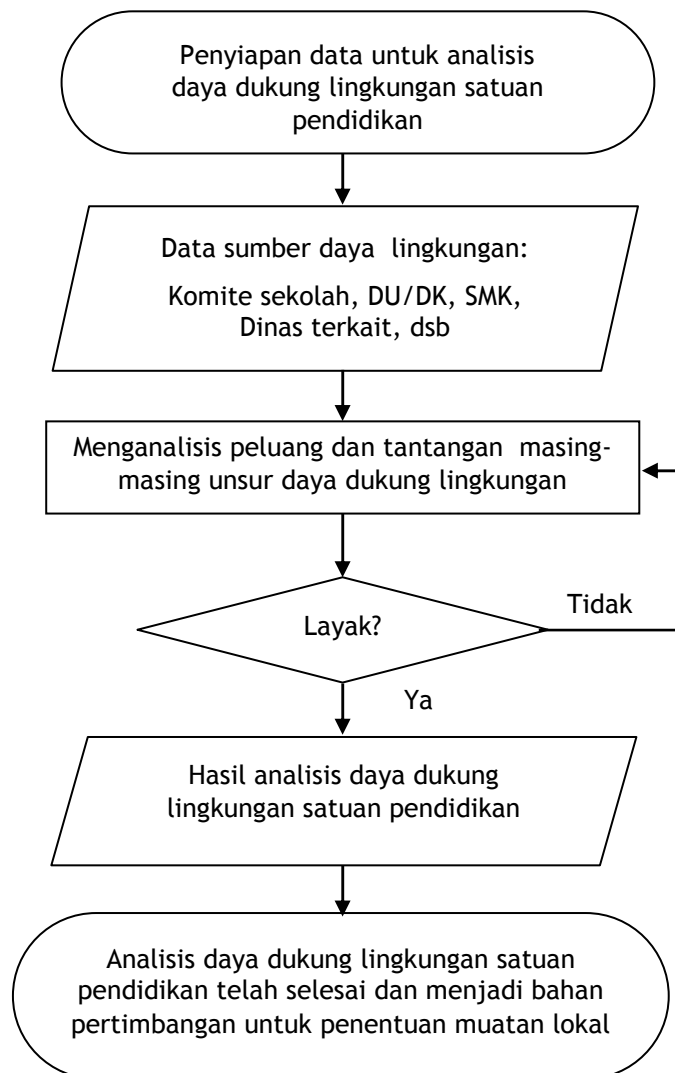 Penyiapan data untuk analisis
daya dukung lingkungan satuan
pendidikan
Data sumber daya lingkungan:
Komite sekolah, DU/DK, SMK,
Dinas terkait, dsb
Menganalisis peluang dan tantangan masing-
masing unsur daya dukung lingkungan
Layak?
Tidak
Ya
Hasil analisis daya dukung
lingkungan satuan pendidikan
Analisis daya dukung lingkungan satuan
pendidikan telah selesai dan menjadi bahan
pertimbangan untuk penentuan muatan lokal